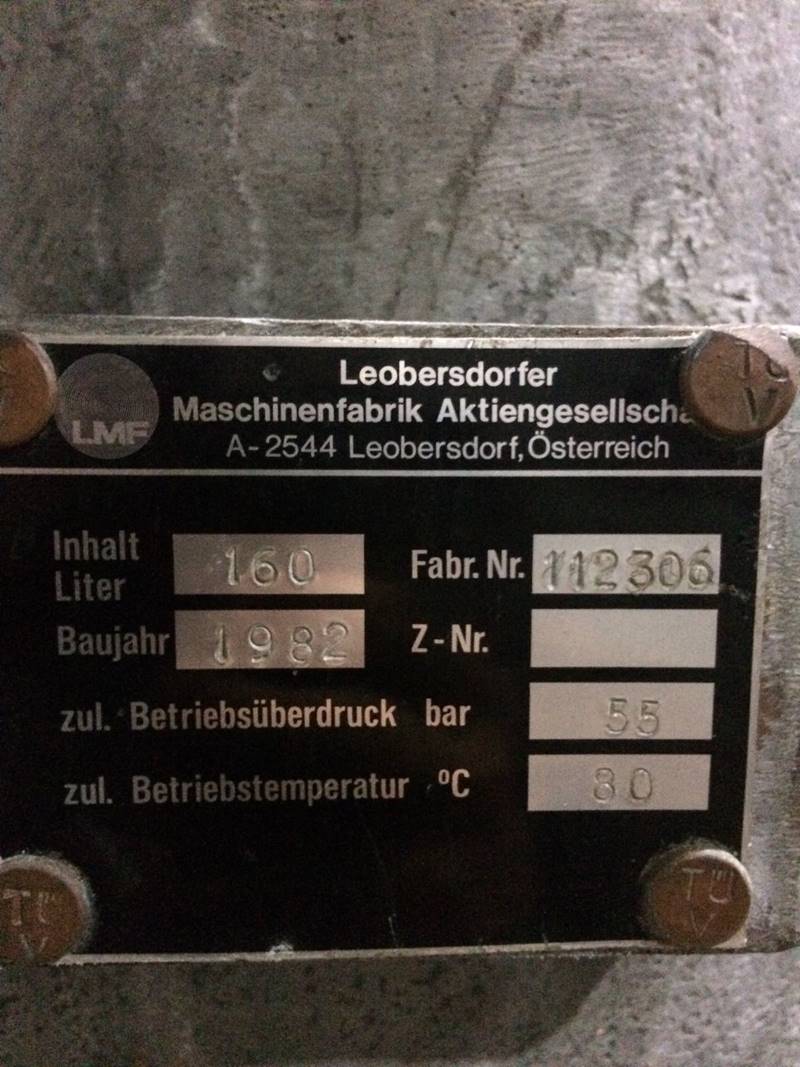 LMF
Leobersdorfer
Maschinenfabrik Aktiengesellscha
A-2544 Leobersdorf, Österreich
Inhalt Liter 160 Fabr. Nr. 112306
Baujahr 1982 Z-Nr.
zul. Betriebsüberdruck bar 55
zul. Betriebstemperatur °C 80
TÜV
TÜV
TÜV